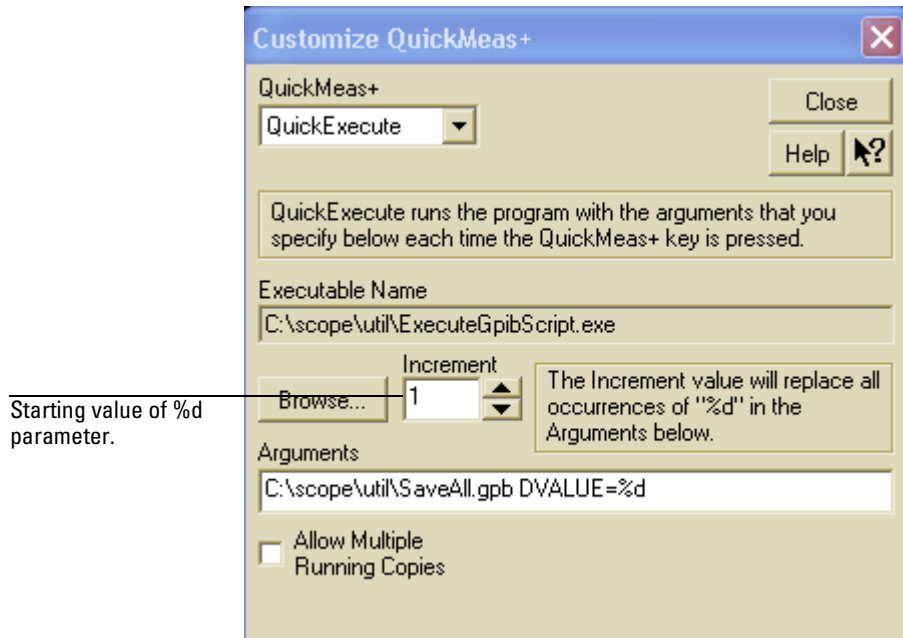 Customize QuickMeas+
QuickMeas+
QuickExecute
Close
Help
?
QuickExecute runs the program with the arguments that you
specify below each time the QuickMeas+ key is pressed.
Executable Name
C:\scope\util\ExecuteGpibScript.exe
Increment
Browse...
1
The Increment value will replace all
occurrences of "%d" in the
Arguments below.
Starting value of %d
parameter.
Arguments
C:\scope\util\SaveAll.gpb DVALUE=%d
Allow Multiple
Running Copies